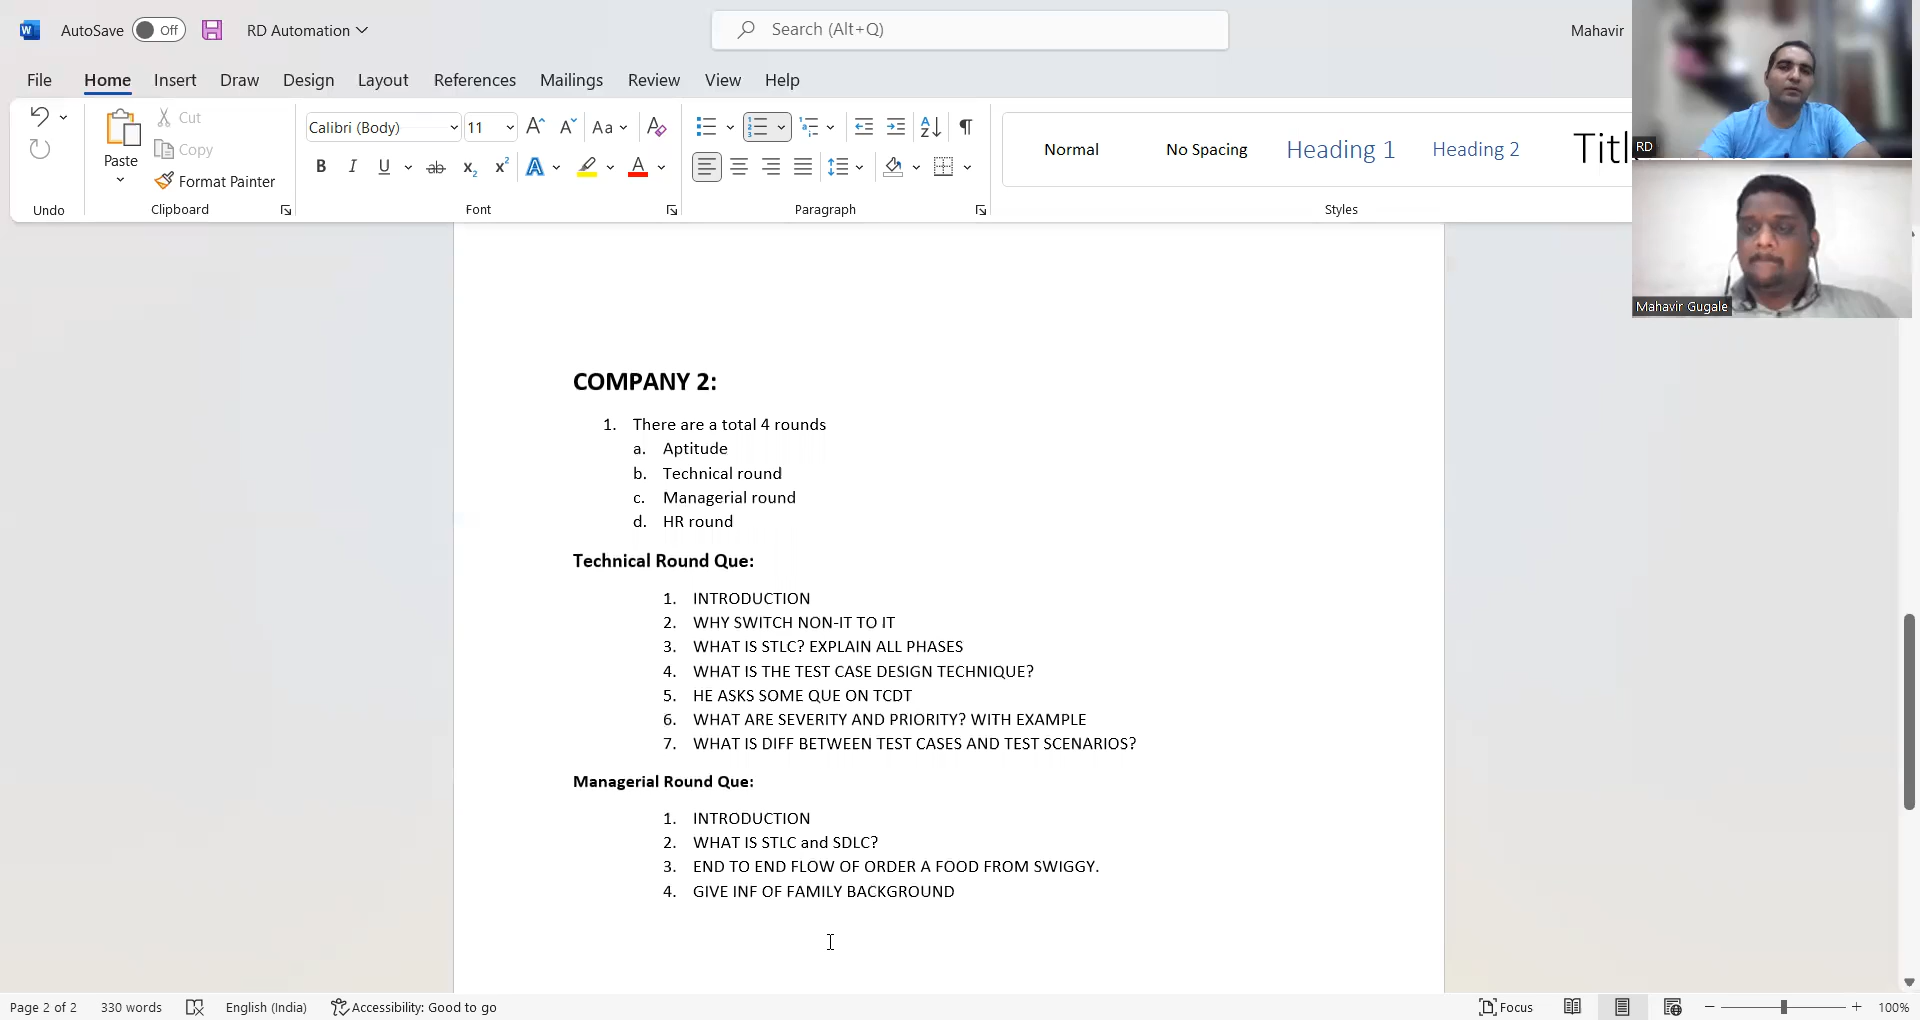 AutoSave Off RD Automation Search (Alt+Q) Mahavir
File Home Insert Draw Design Layout References Mailings Review View Help
Calibri (Body) 11 Aa
Paste
Cut
Copy
Format Painter
B I U ab x₂ x² A A
Normal No Spacing Heading 1 Heading 2
Undo Clipboard Font Paragraph Styles
RD
Mahavir Gugale
COMPANY 2:
1. There are a total 4 rounds
a. Aptitude
b. Technical round
c. Managerial round
d. HR round
Technical Round Que:
1. INTRODUCTION
2. WHY SWITCH NON-IT TO IT
3. WHAT IS STLC? EXPLAIN ALL PHASES
4. WHAT IS THE TEST CASE DESIGN TECHNIQUE?
5. HE ASKS SOME QUE ON TCDT
6. WHAT ARE SEVERITY AND PRIORITY? WITH EXAMPLE
7. WHAT IS DIFF BETWEEN TEST CASES AND TEST SCENARIOS?
Managerial Round Que:
1. INTRODUCTION
2. WHAT IS STLC and SDLC?
3. END TO END FLOW OF ORDER A FOOD FROM SWIGGY.
4. GIVE INF OF FAMILY BACKGROUND
Page 2 of 2 330 words English (India) Accessibility: Good to go Focus 100%